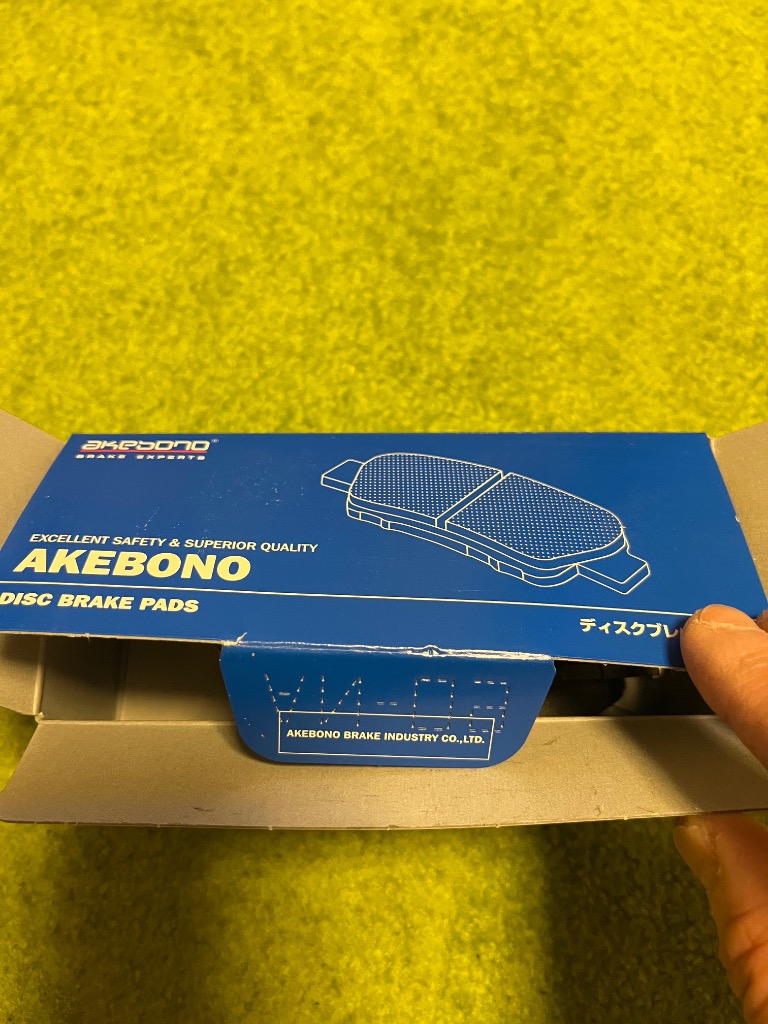 akebono®
BRAKE EXPERTS
EXCELLENT SAFETY & SUPERIOR QUALITY
AKEBONO
DISC BRAKE PADS
ディスクブレ
AKEBONO BRAKE INDUSTRY CO.,LTD.